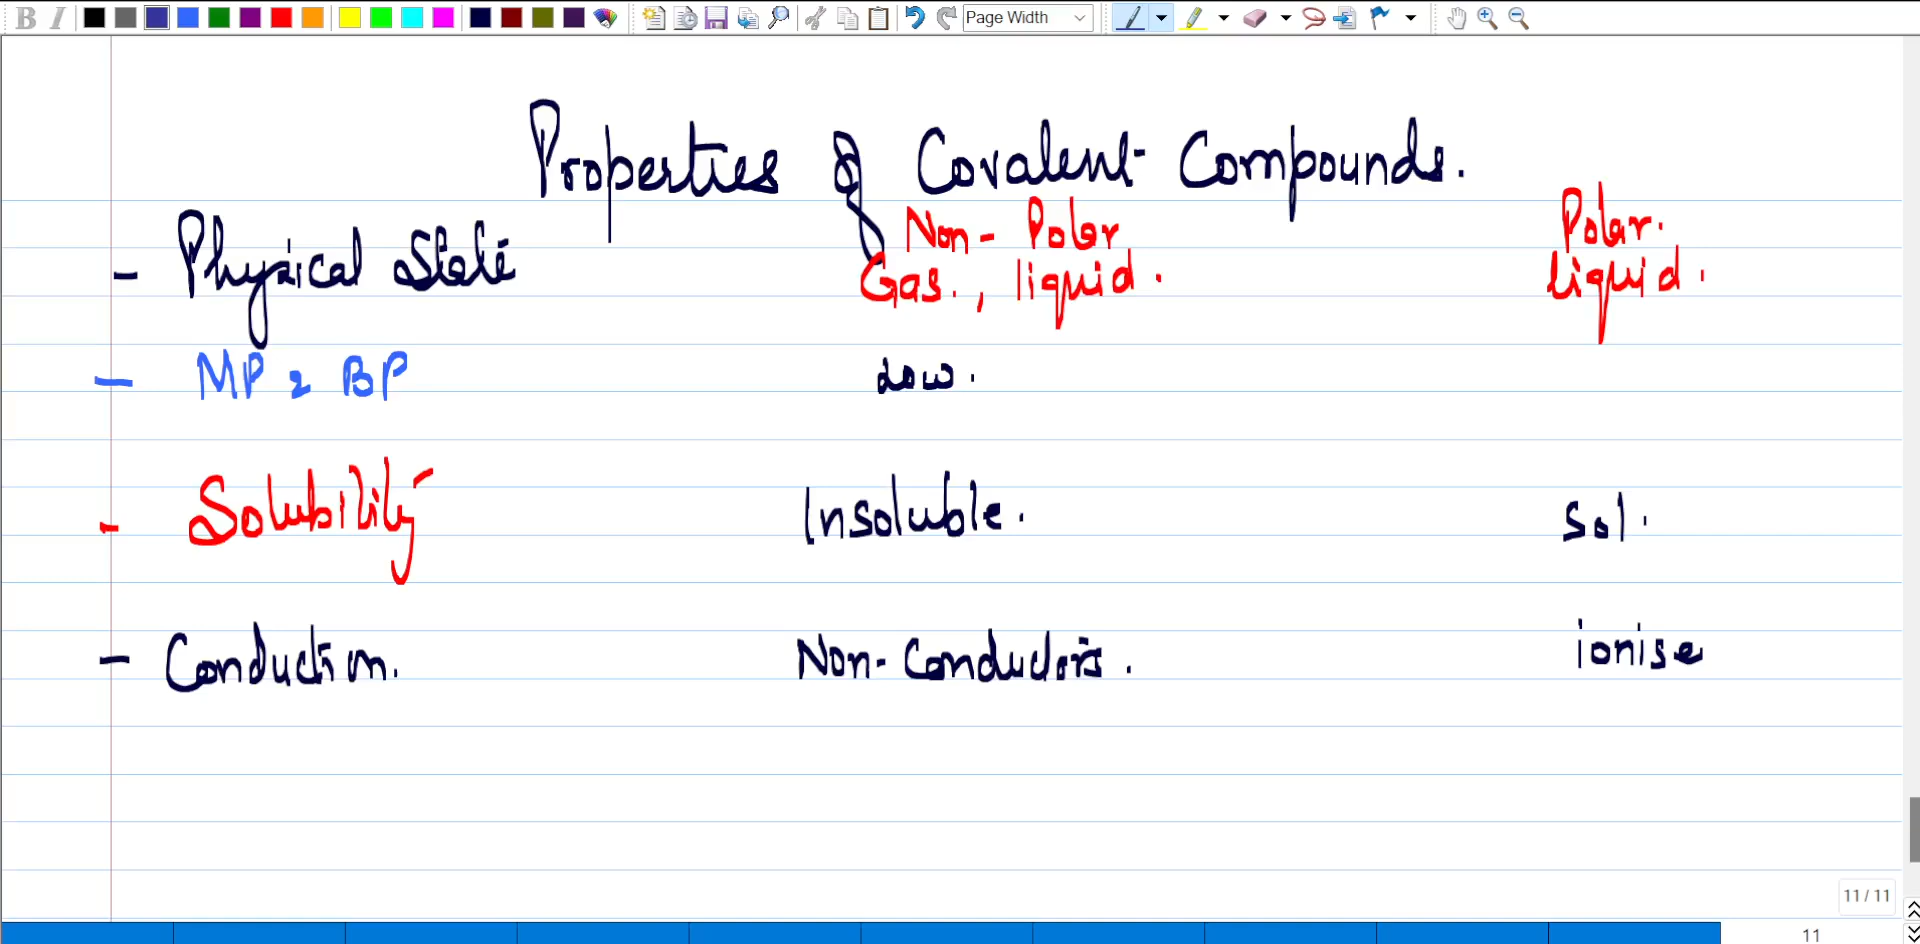 B I Page Width
Properties of Covalent Compounds.
Non-Polar Polar.
- Physical State Gas., liquid. liquid.
- MP & BP Low.
- Solubility Insoluble. Sol.
- Conduction. Non-Conductors. ionise
11 / 11
11